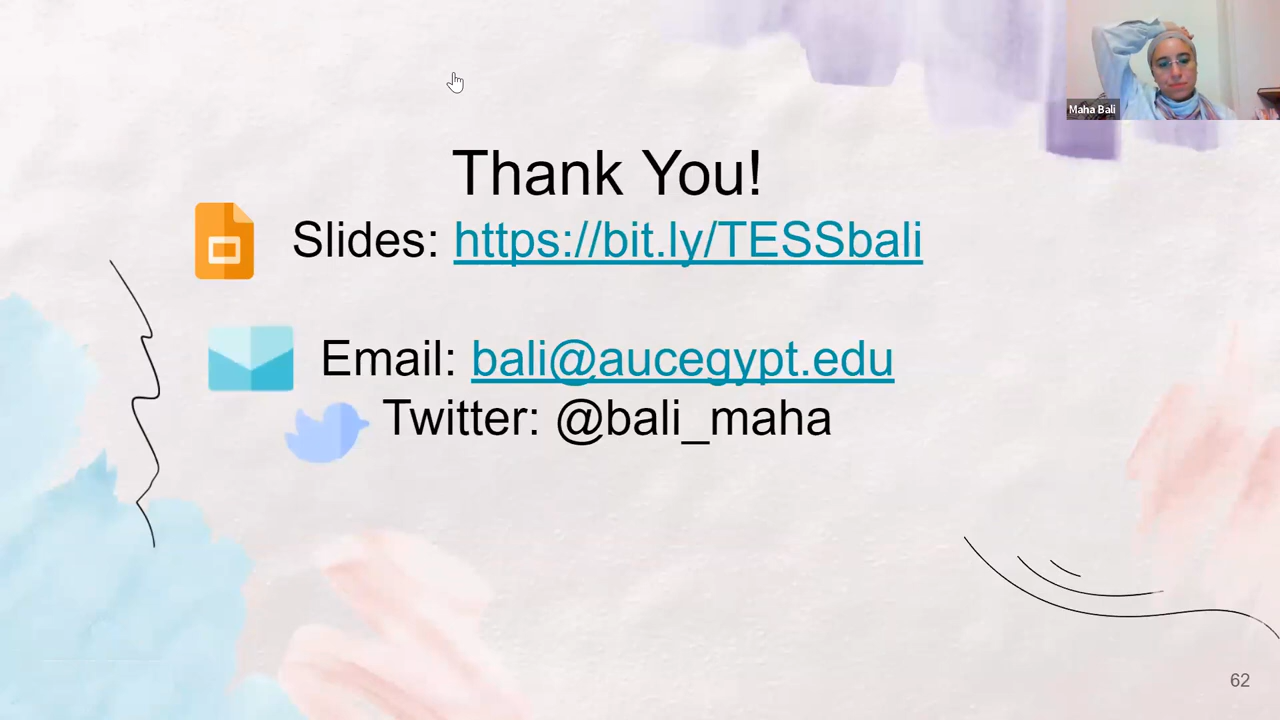 Maha Bali
Thank You!
Slides: https://bit.ly/TESSbali
Email: bali@aucegypt.edu
Twitter: @bali_maha
62